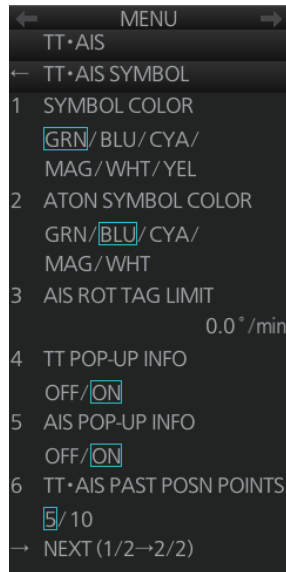 ← MENU →
TT•AIS
← TT•AIS SYMBOL
1 SYMBOL COLOR
GRN/BLU/CYA/
MAG/WHT/YEL
2 ATON SYMBOL COLOR
GRN/BLU/CYA/
MAG/WHT
3 AIS ROT TAG LIMIT
0.0°/min
4 TT POP-UP INFO
OFF/ON
5 AIS POP-UP INFO
OFF/ON
6 TT•AIS PAST POSN POINTS
5/10
→ NEXT (1/2→2/2)